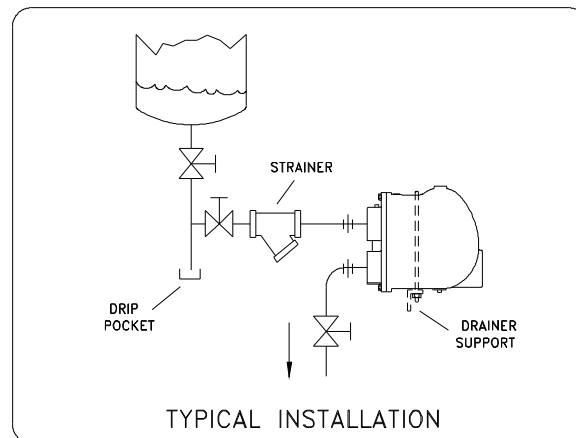 STRAINER
DRIP
POCKET
DRAINER
SUPPORT
TYPICAL INSTALLATION